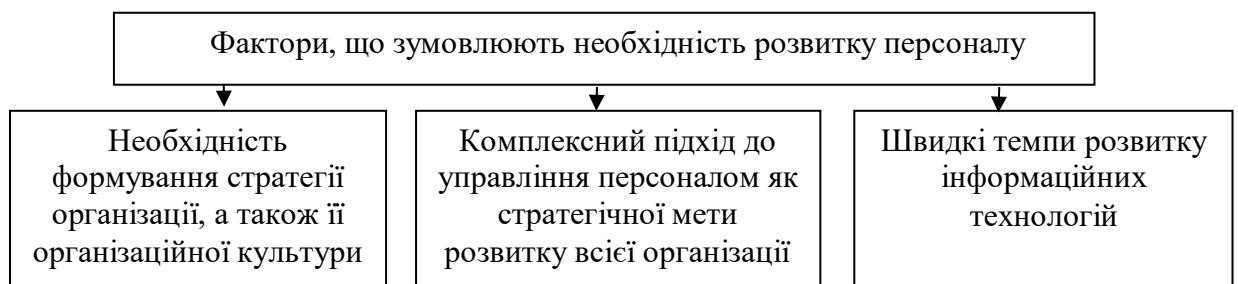 Фактори, що зумовлюють необхідність розвитку персоналу
Необхідність
формування стратегії
організації, а також її
організаційної культури
Комплексний підхід до
управління персоналом як
стратегічної мети
розвитку всієї організації
Швидкі темпи розвитку
інформаційних
технологій